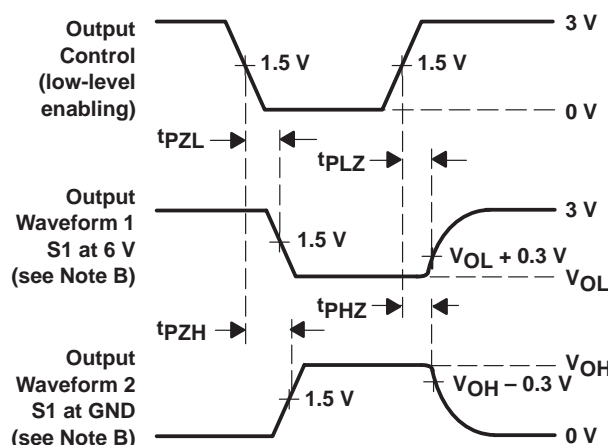 Output
Control
(low-level
enabling)
3 V
1.5 V
1.5 V
0 V
tPZL
tPLZ
Output
Waveform 1
S1 at 6 V
(see Note B)
3 V
1.5 V
VOL + 0.3 V
VOL
tPHZ
tPZH
Output
Waveform 2
S1 at GND
(see Note B)
VOH
VOH − 0.3 V
1.5 V
0 V